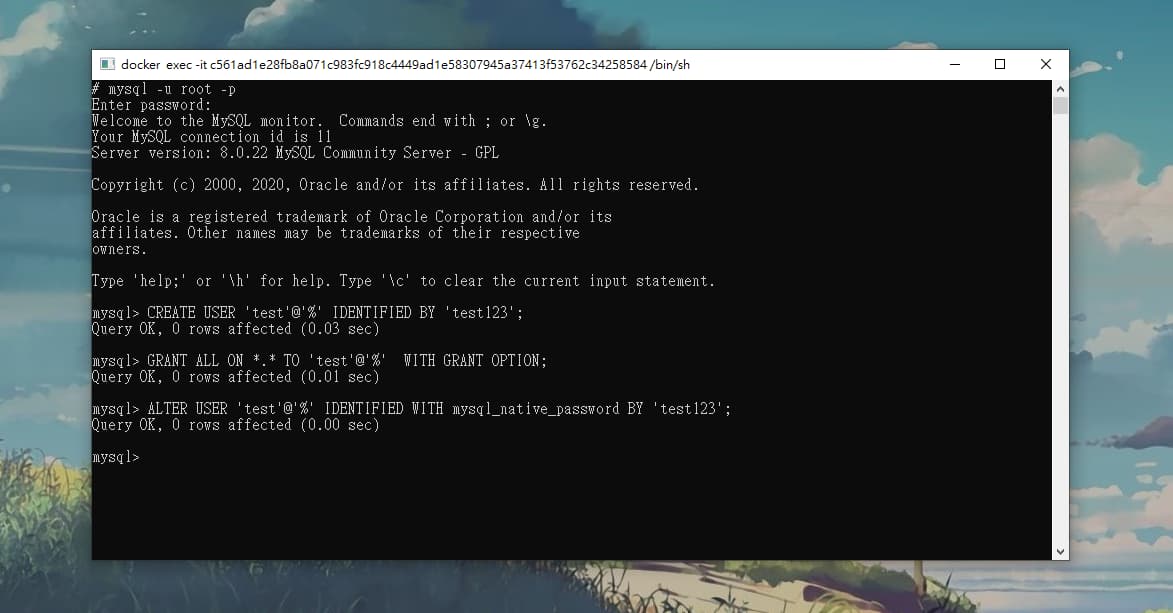 docker exec -it c561ad1e28fb8a071c983fc918c4449ad1e58307945a37413f53762c34258584 /bin/sh
# mysql -u root -p
Enter password:
Welcome to the MySQL monitor.  Commands end with ; or \g.
Your MySQL connection id is 11
Server version: 8.0.22 MySQL Community Server - GPL
Copyright (c) 2000, 2020, Oracle and/or its affiliates. All rights reserved.
Oracle is a registered trademark of Oracle Corporation and/or its
affiliates. Other names may be trademarks of their respective
owners.
Type 'help;' or '\h' for help. Type '\c' to clear the current input statement.
mysql> CREATE USER 'test'@'%' IDENTIFIED BY 'test123';
Query OK, 0 rows affected (0.03 sec)
mysql> GRANT ALL ON *.* TO 'test'@'%'  WITH GRANT OPTION;
Query OK, 0 rows affected (0.01 sec)
mysql> ALTER USER 'test'@'%' IDENTIFIED WITH mysql_native_password BY 'test123';
Query OK, 0 rows affected (0.00 sec)
mysql>